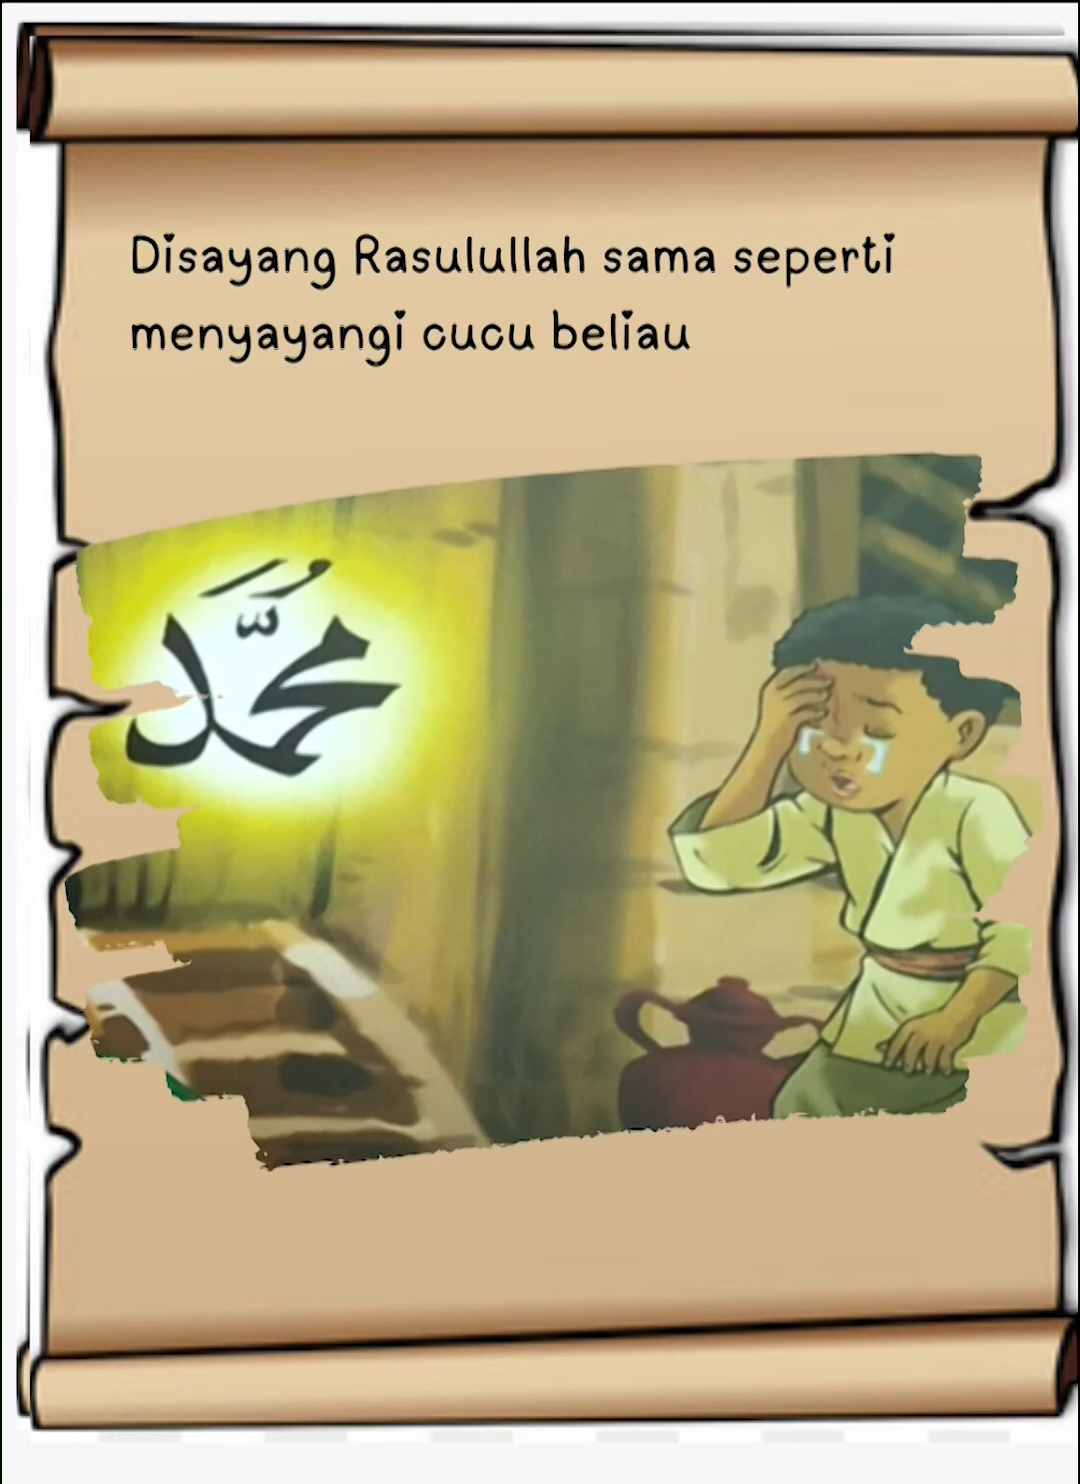 Disayang Rasulullah sama seperti
menyayangi cucu beliau
مُحَمَّد